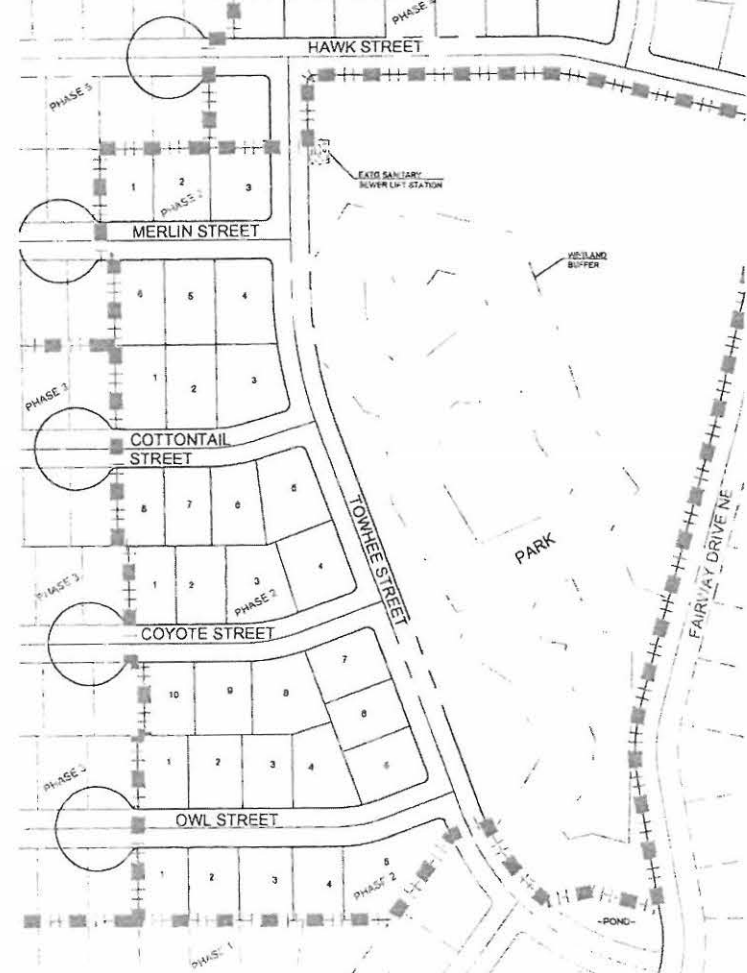 PHASE
HAWK STREET
PHASE 5
EXTG SANITARY
SEWER LIFT STATION
1
2
3
PHASE 2
MERLIN STREET
WETLAND
BUFFER
6
5
4
1
2
3
PHASE 3
COTTONTAIL
STREET
TOWHEE STREET
8
7
6
5
PARK
FAIRWAY DRIVE NE
PHASE 3
1
2
3
4
PHASE 2
COYOTE STREET
10
9
8
7
6
5
1
2
3
4
PHASE 3
OWL STREET
1
2
3
4
5
PHASE 2
-POND-
PHASE 1